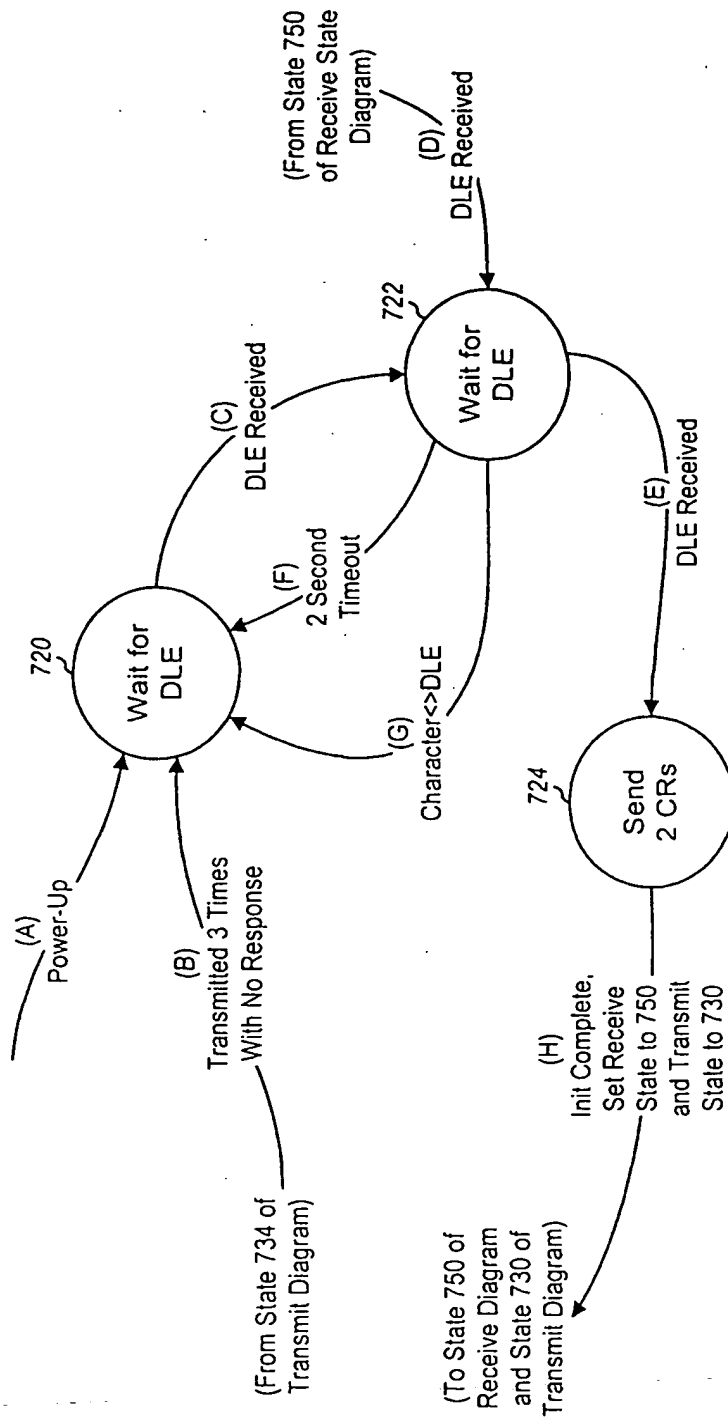 (A)
Power-Up
720
Wait for
DLE
(B)
Transmitted 3 Times
With No Response
(From State 734 of
Transmit Diagram)
(C)
DLE Received
(F)
2 Second
Timeout
(G)
Character<>DLE
722
Wait for
DLE
(From State 750
of Receive State
Diagram)
(D)
DLE Received
(E)
DLE Received
724
Send
2 CRs
(H)
Init Complete,
Set Receive
State to 750
and Transmit
State to 730
(To State 750 of
Receive Diagram
and State 730 of
Transmit Diagram)